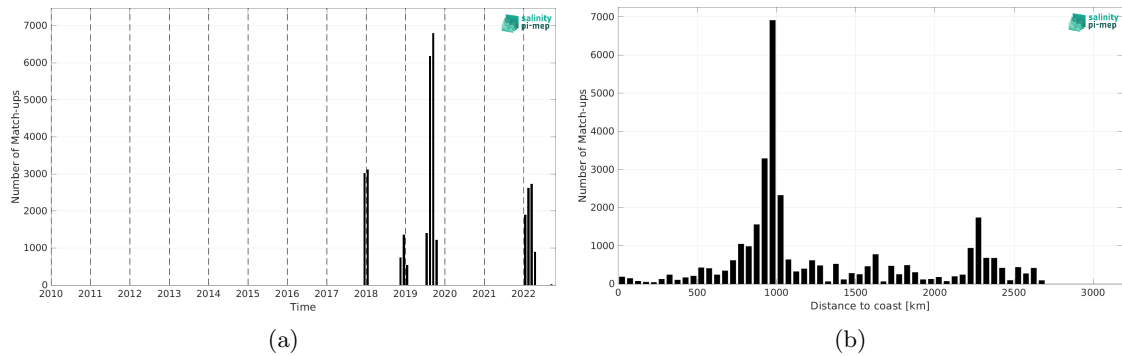 salinity
pi-mep
7000
6000
5000
4000
3000
2000
1000
0
Number of Match-ups
2010 2011 2012 2013 2014 2015 2016 2017 2018 2019 2020 2021 2022
Time
(a)
salinity
pi-mep
7000
6000
5000
4000
3000
2000
1000
0
Number of Match-ups
0 500 1000 1500 2000 2500 3000
Distance to coast [km]
(b)